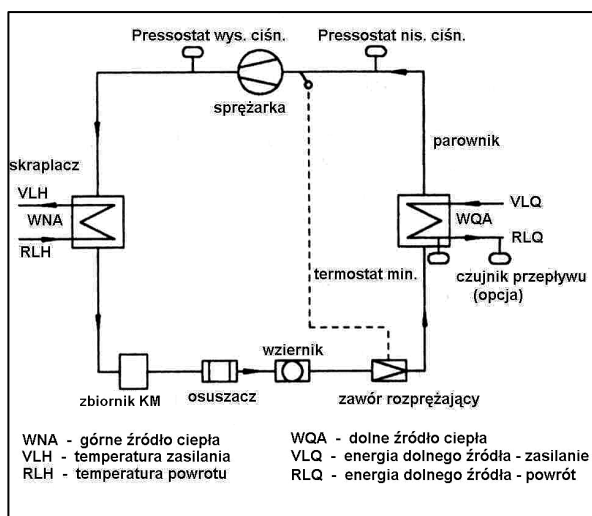 Pressostat wys. ciśn.
Pressostat nis. ciśn.
sprężarka
parownik
skraplacz
VLH
WNA
RLH
VLQ
WQA
RLQ
termostat min.
czujnik przepływu
(opcja)
wziernik
zbiornik KM
osuszacz
zawór rozprężający
WNA - górne źródło ciepła
VLH - temperatura zasilania
RLH - temperatura powrotu
WQA - dolne źródło ciepła
VLQ - energia dolnego źródła - zasilanie
RLQ - energia dolnego źródła - powrót